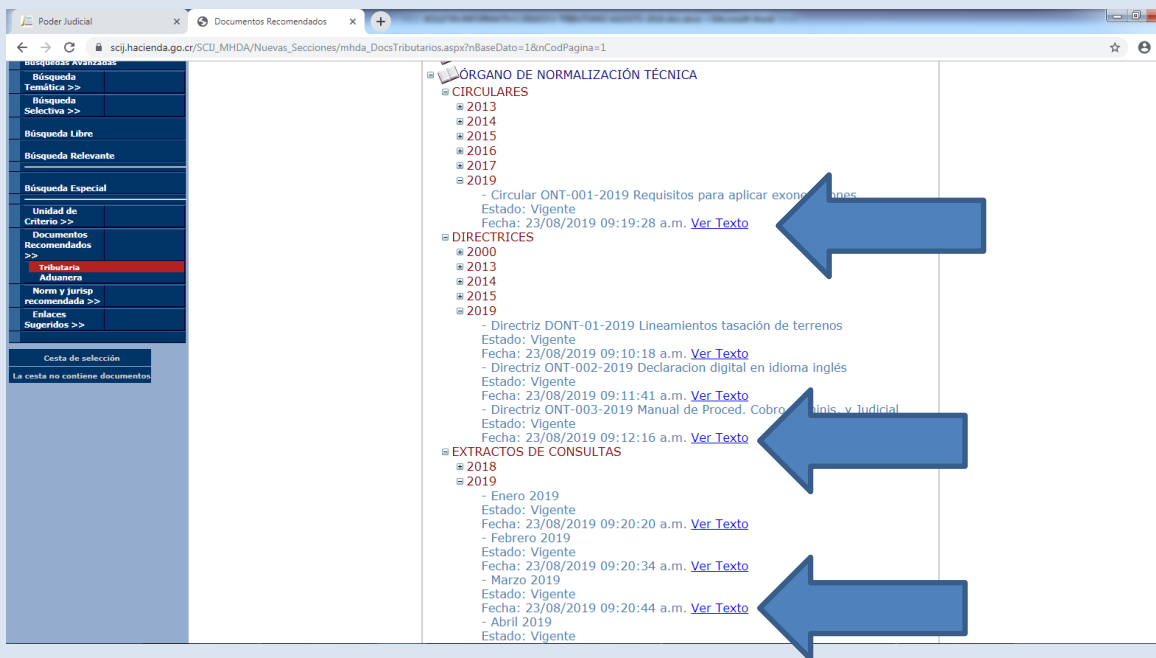 Poder Judicial
Documentos Recomendados
scij.hacienda.go.cr/SCIJ_MHDA/Nuevas_Secciones/mhda_DocsTributarios.aspx?nBaseDato=1&nCodPagina=1
Búsquedas Avanzadas
Búsqueda
Temática >>
Búsqueda
Selectiva >>
Búsqueda Libre
Búsqueda Relevante
Búsqueda Especial
Unidad de
Criterio >>
Documentos
Recomendados
>>
Tributaria
Aduanera
Norm y jurisp
recomendada >>
Enlaces
Sugeridos >>
Cesta de selección
La cesta no contiene documentos
ÓRGANO DE NORMALIZACIÓN TÉCNICA
CIRCULARES
2013
2014
2015
2016
2017
2019
- Circular ONT-001-2019 Requisitos para aplicar
Estado: Vigente
Fecha: 23/08/2019 09:19:28 a.m. Ver Texto
DIRECTRICES
2000
2013
2014
2015
2019
- Directriz DONT-01-2019 Lineamientos tasación de terrenos
Estado: Vigente
Fecha: 23/08/2019 09:10:18 a.m. Ver Texto
- Directriz ONT-002-2019 Declaracion digital en idioma inglés
Estado: Vigente
Fecha: 23/08/2019 09:11:41 a.m. Ver Texto
- Directriz ONT-003-2019 Manual de Proced. Cobro y Judicial
Estado: Vigente
Fecha: 23/08/2019 09:12:16 a.m. Ver Texto
EXTRACTOS DE CONSULTAS
2018
2019
- Enero 2019
Estado: Vigente
Fecha: 23/08/2019 09:20:20 a.m. Ver Texto
- Febrero 2019
Estado: Vigente
Fecha: 23/08/2019 09:20:34 a.m. Ver Texto
- Marzo 2019
Estado: Vigente
Fecha: 23/08/2019 09:20:44 a.m. Ver Texto
- Abril 2019
Estado: Vigente